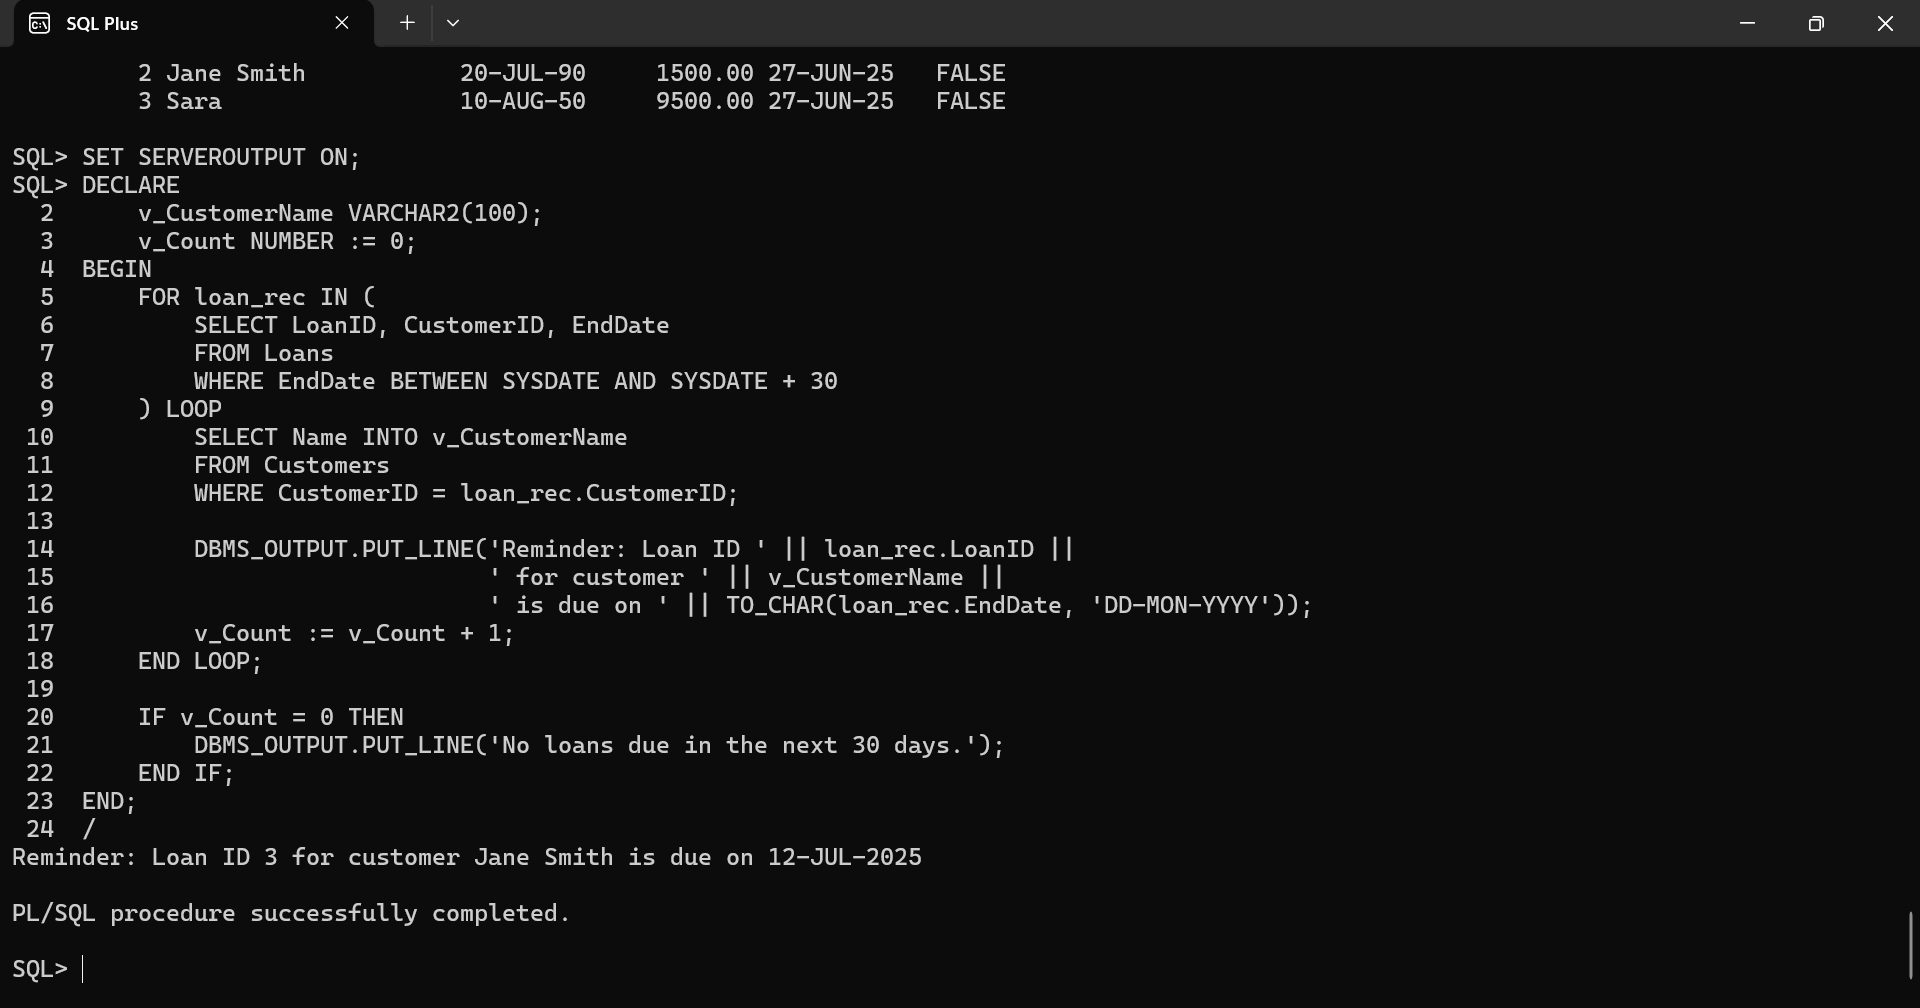 SQL Plus
        2 Jane Smith           20-JUL-90     1500.00 27-JUN-25   FALSE
        3 Sara                 10-AUG-50     9500.00 27-JUN-25   FALSE
SQL> SET SERVEROUTPUT ON;
SQL> DECLARE
  2      v_CustomerName VARCHAR2(100);
  3      v_Count NUMBER := 0;
  4  BEGIN
  5      FOR loan_rec IN (
  6          SELECT LoanID, CustomerID, EndDate
  7          FROM Loans
  8          WHERE EndDate BETWEEN SYSDATE AND SYSDATE + 30
  9      ) LOOP
 10          SELECT Name INTO v_CustomerName
 11          FROM Customers
 12          WHERE CustomerID = loan_rec.CustomerID;
 13
 14          DBMS_OUTPUT.PUT_LINE('Reminder: Loan ID ' || loan_rec.LoanID ||
 15                               ' for customer ' || v_CustomerName ||
 16                               ' is due on ' || TO_CHAR(loan_rec.EndDate, 'DD-MON-YYYY'));
 17          v_Count := v_Count + 1;
 18      END LOOP;
 19
 20      IF v_Count = 0 THEN
 21          DBMS_OUTPUT.PUT_LINE('No loans due in the next 30 days.');
 22      END IF;
 23  END;
 24  /
Reminder: Loan ID 3 for customer Jane Smith is due on 12-JUL-2025
PL/SQL procedure successfully completed.
SQL>